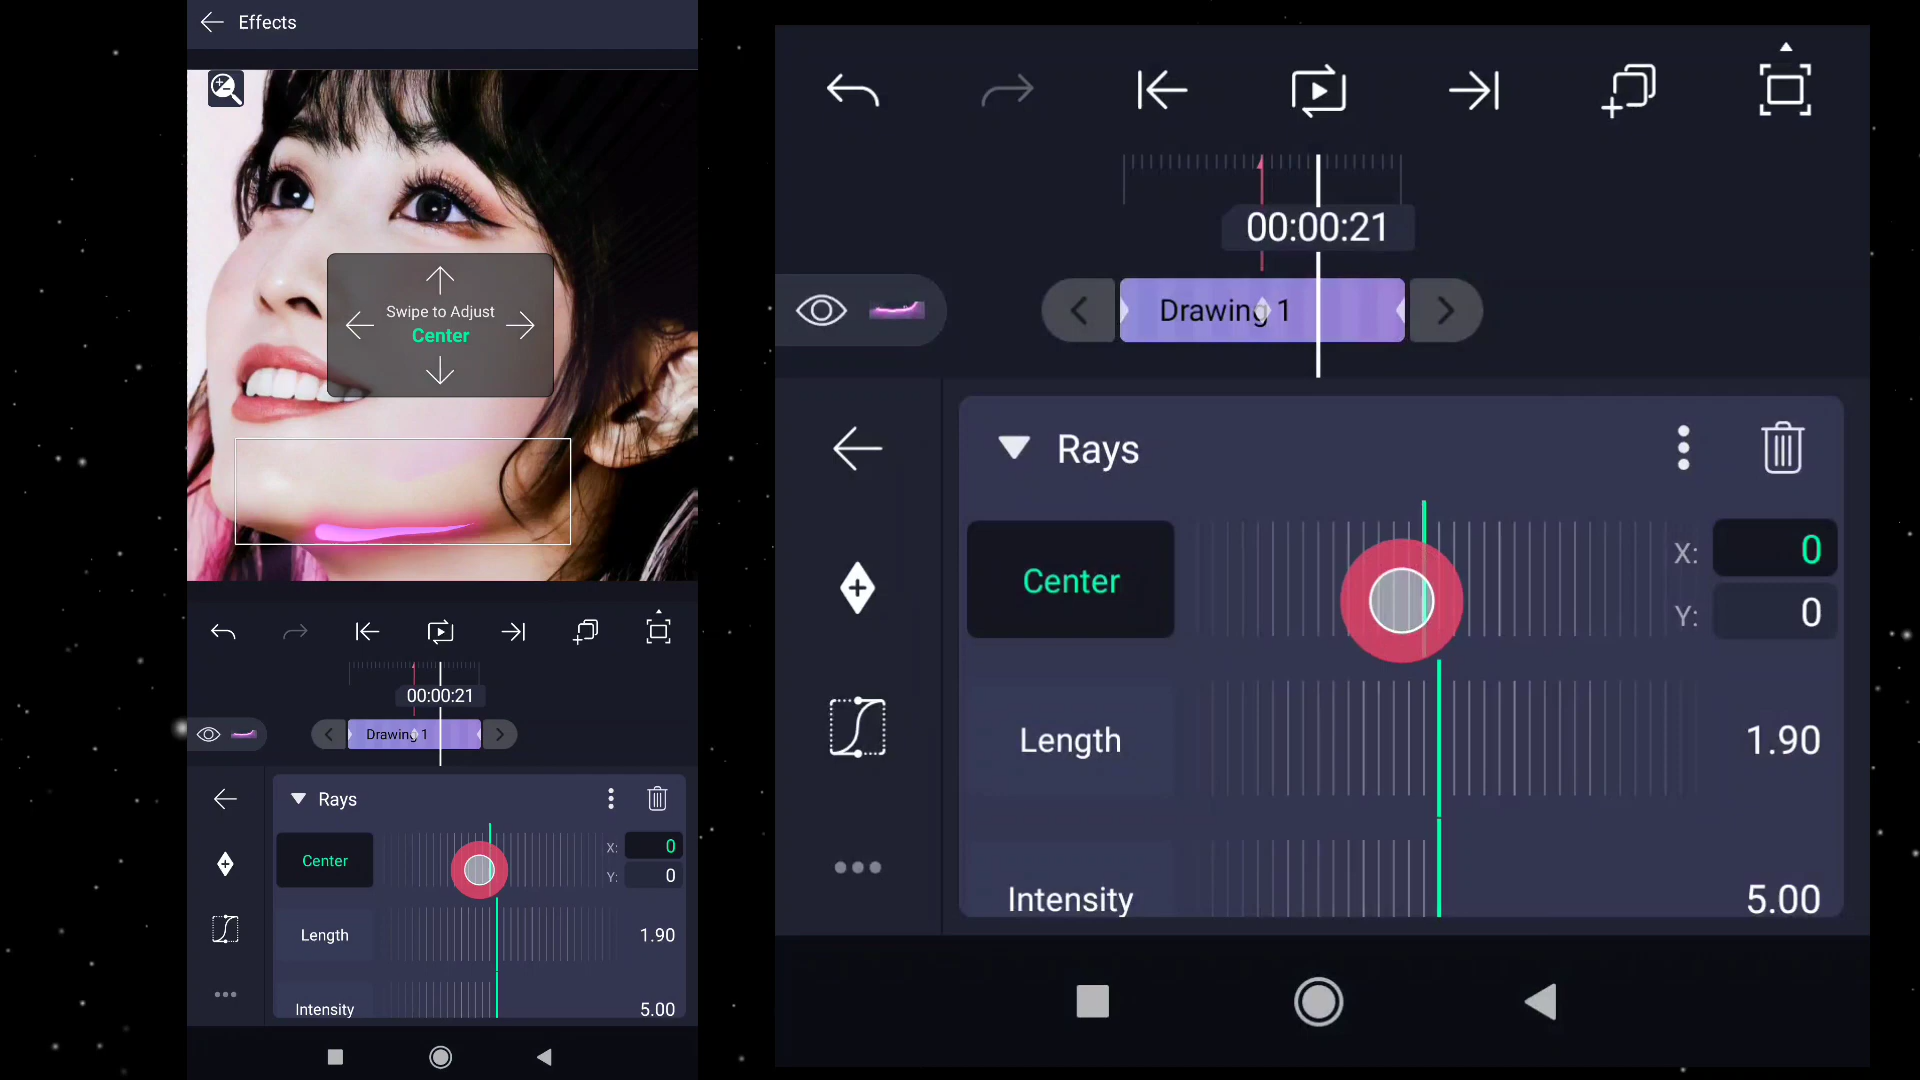 Effects
Swipe to Adjust
Center
00:00:21
Drawing 1
Rays
Center
X: 0
Y: 0
Length
1.90
Intensity
5.00
00:00:21
Drawing 1
Rays
Center
X: 0
Y: 0
Length
1.90
Intensity
5.00